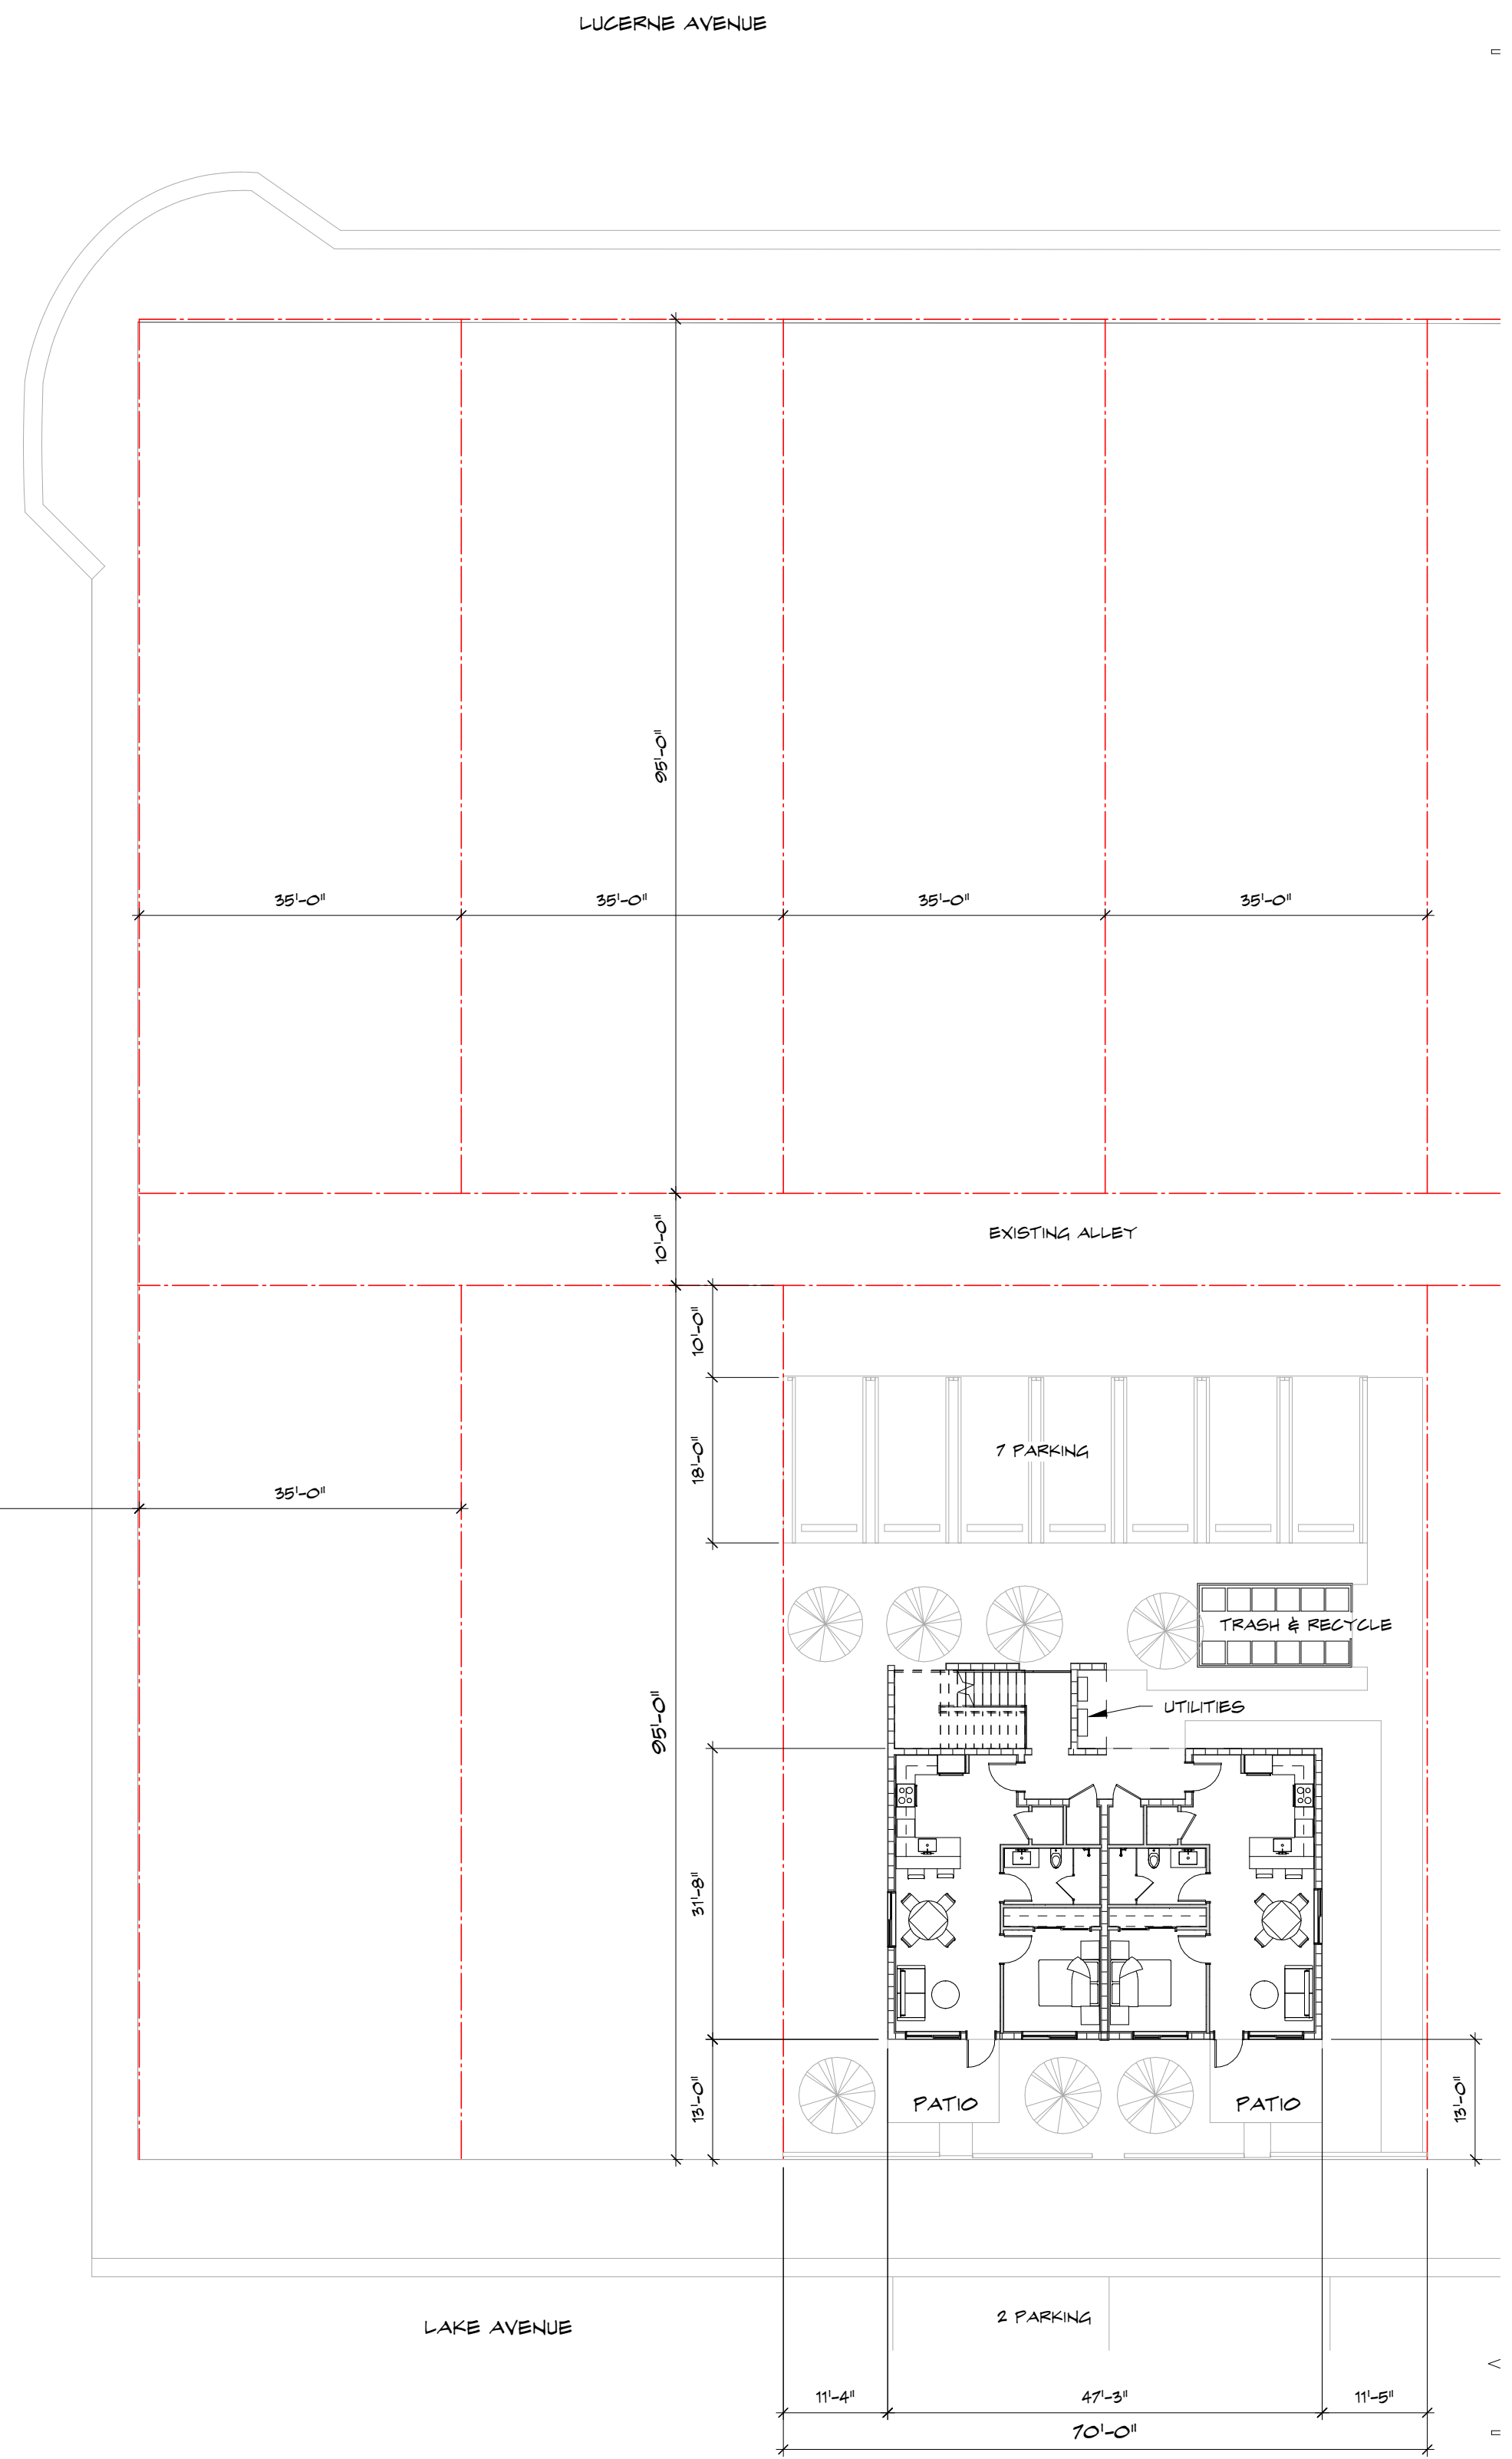 LUCERNE AVENUE
95'-0"
35'-0"
35'-0"
35'-0"
35'-0"
10'-0"
EXISTING ALLEY
10'-0"
18'-0"
7 PARKING
35'-0"
TRASH & RECYCLE
95'-0"
UTILITIES
31'-8"
13'-0"
PATIO
PATIO
13'-0"
2 PARKING
LAKE AVENUE
11'-4"
47'-3"
11'-5"
70'-0"